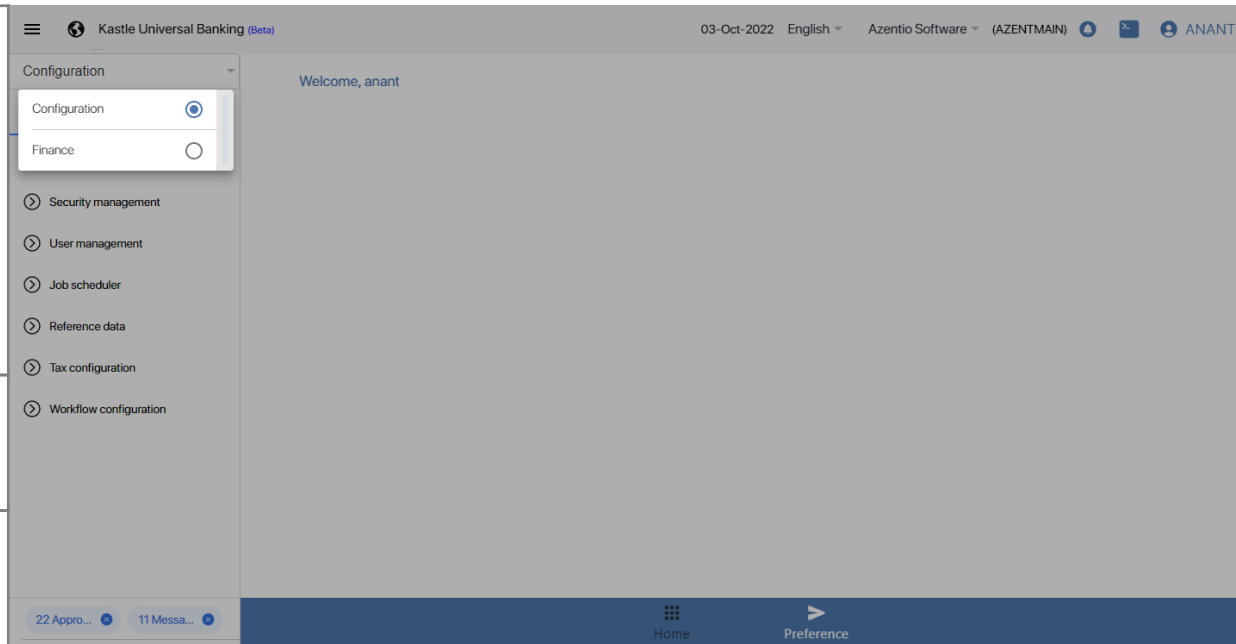 Kastle Universal Banking (Beta)
03-Oct-2022 English Azentio Software (AZENTMAIN) ANANT
Configuration
Welcome, anant
Configuration
Finance
Security management
User management
Job scheduler
Reference data
Tax configuration
Workflow configuration
22 Appro... 11 Messa...
Home Preference